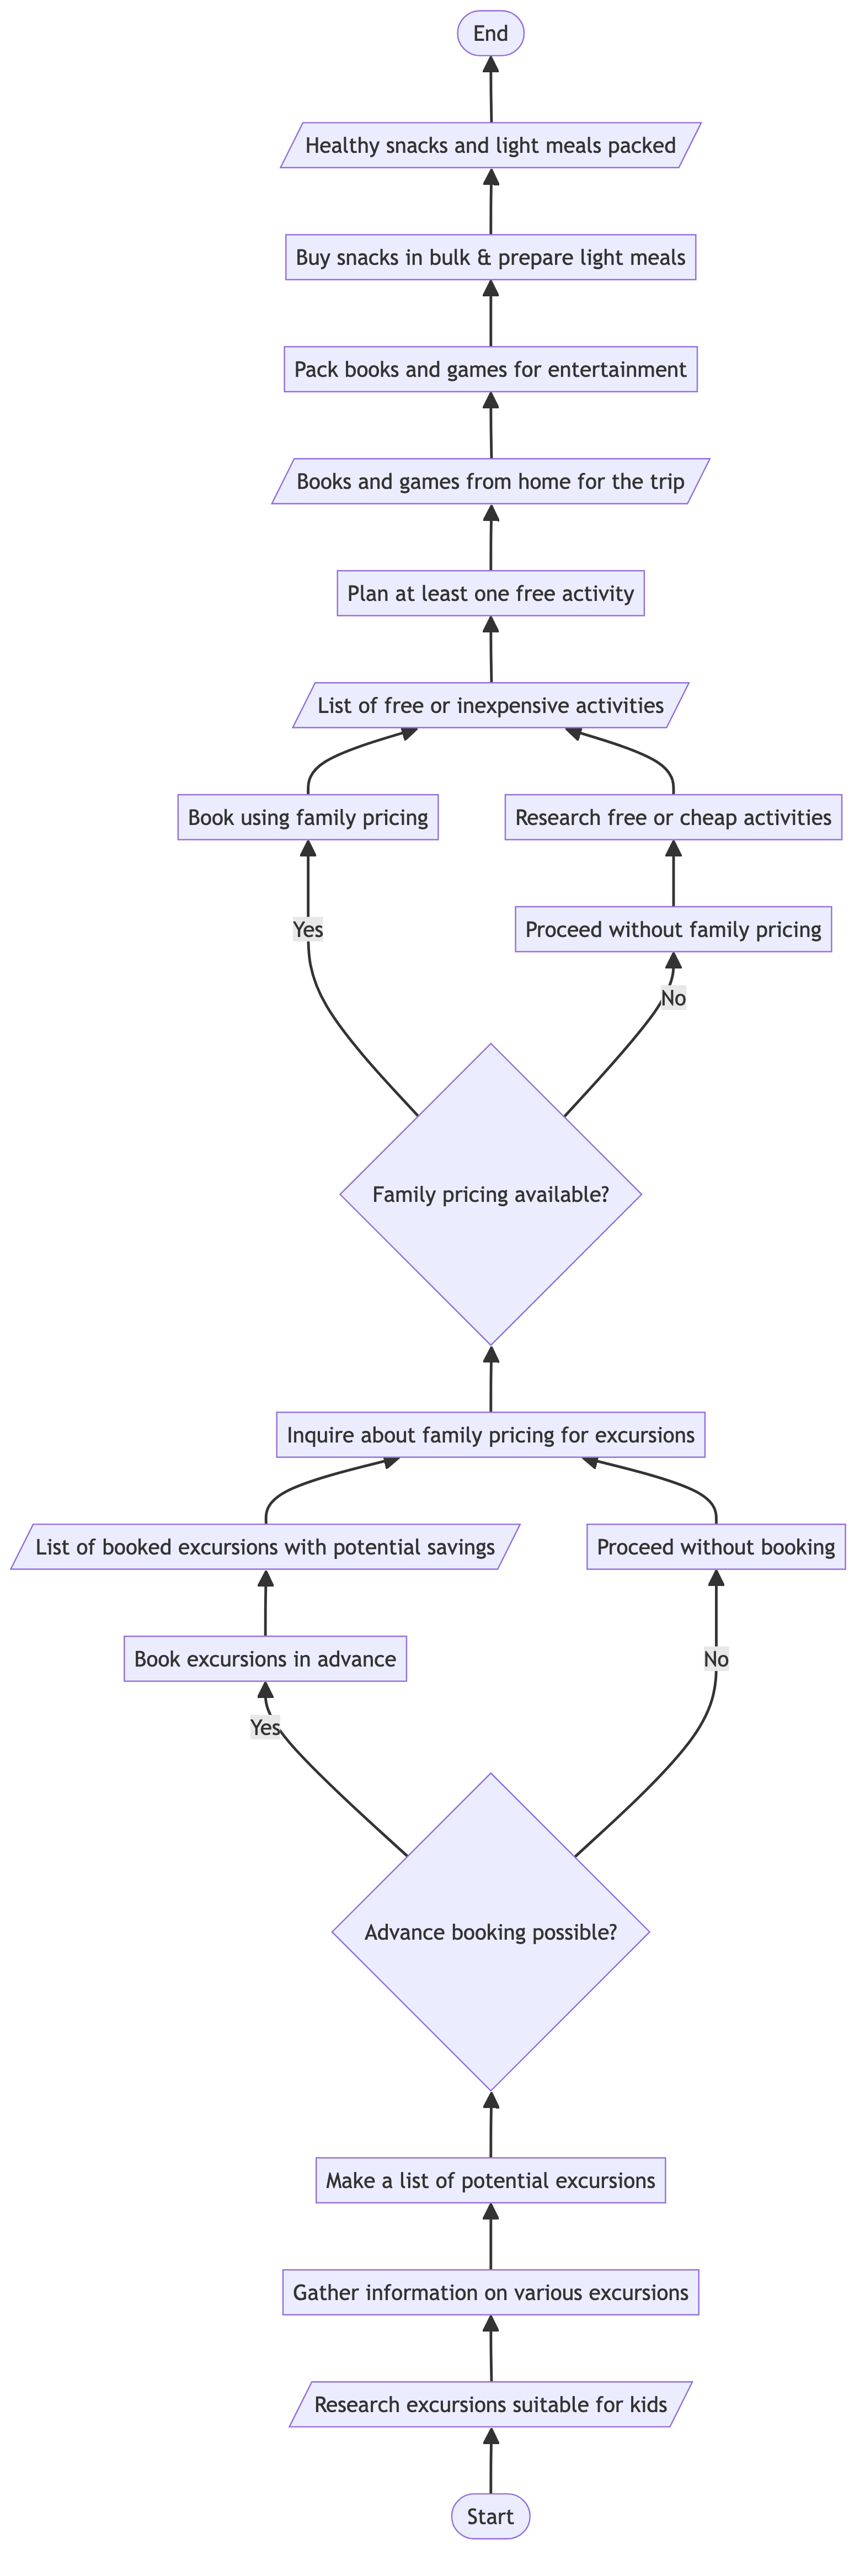 End
Healthy snacks and light meals packed
Buy snacks in bulk & prepare light meals
Pack books and games for entertainment
Books and games from home for the trip
Plan at least one free activity
List of free or inexpensive activities
Book using family pricing
Research free or cheap activities
Yes
Proceed without family pricing
No
Family pricing available?
Inquire about family pricing for excursions
List of booked excursions with potential savings
Proceed without booking
Book excursions in advance
No
Yes
Advance booking possible?
Make a list of potential excursions
Gather information on various excursions
Research excursions suitable for kids
Start